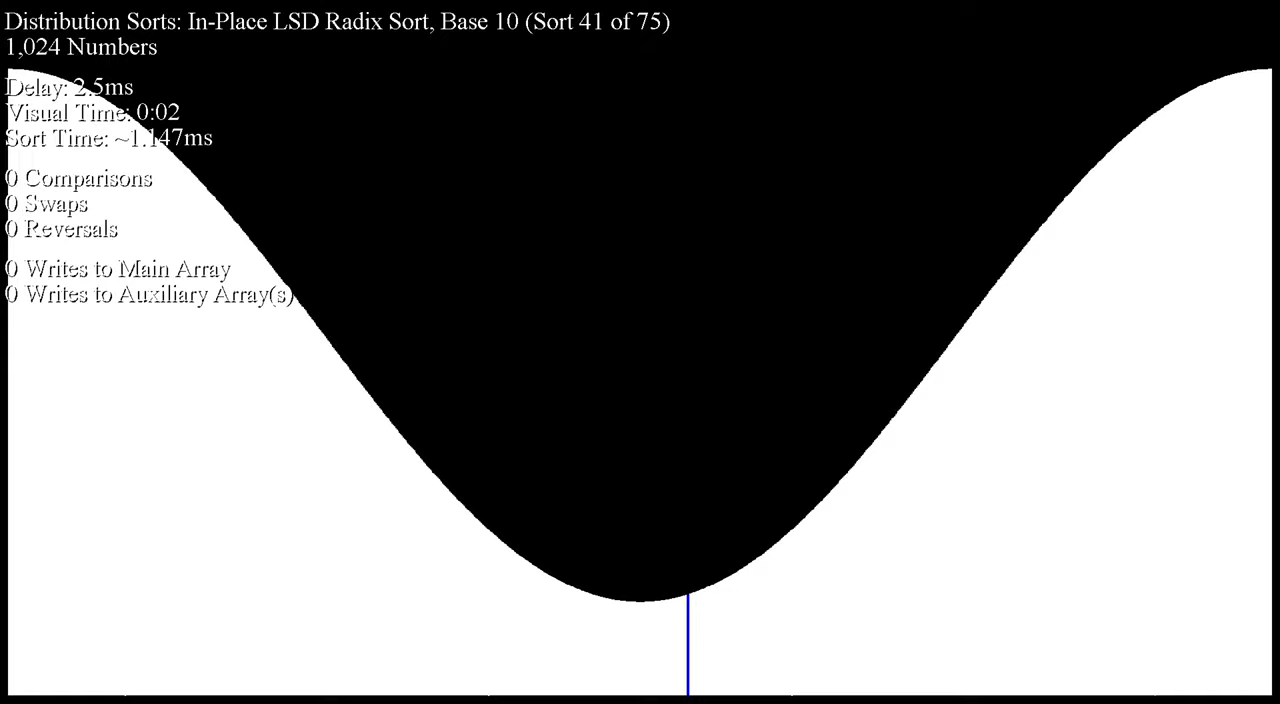 Distribution Sorts: In-Place LSD Radix Sort, Base 10 (Sort 41 of 75)
1,024 Numbers
Delay: 2.5ms
Visual Time: 0:02
Sort Time: ~1.147ms
0 Comparisons
0 Swaps
0 Reversals
0 Writes to Main Array
0 Writes to Auxiliary Array(s)